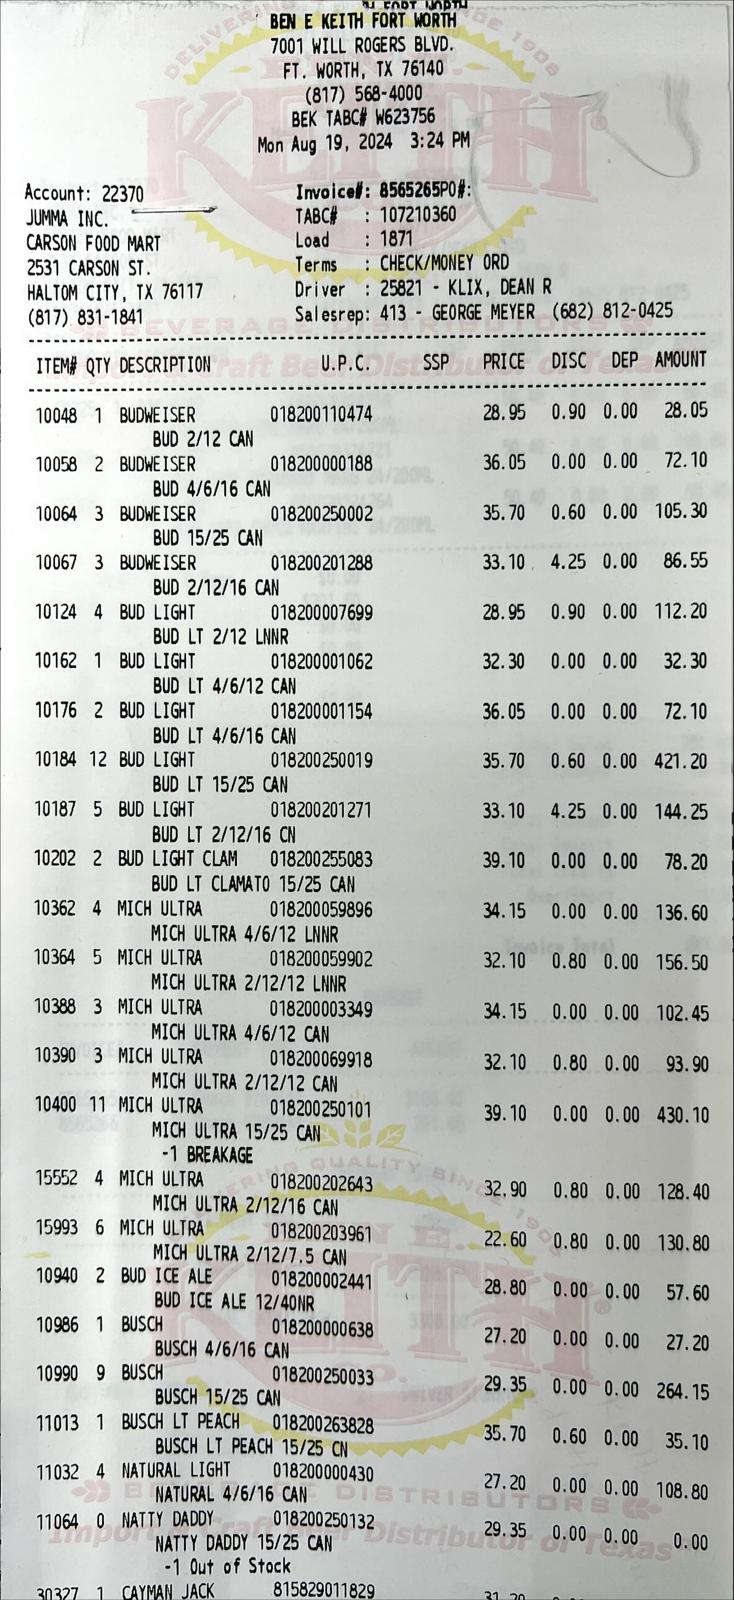 BEN E KEITH FORT WORTH
7001 WILL ROGERS BLVD.
FT. WORTH, TX 76140
(817) 568-4000
BEK TABC# W623756
Mon Aug 19, 2024 3:24 PM
Account: 22370 Invoice#: 8565265PO#:
JUMMA INC. TABC# : 107210360
CARSON FOOD MART Load : 1871
2531 CARSON ST. Terms : CHECK/MONEY ORD
HALTOM CITY, TX 76117 Driver : 25821 - KLIX, DEAN R
(817) 831-1841 Salesrep: 413 - GEORGE MEYER (682) 812-0425
ITEM# QTY DESCRIPTION U.P.C. SSP PRICE DISC DEP AMOUNT
10048 1 BUDWEISER 018200110474 28.95 0.90 0.00 28.05
BUD 2/12 CAN
10058 2 BUDWEISER 018200000188 36.05 0.00 0.00 72.10
BUD 4/6/16 CAN
10064 3 BUDWEISER 018200250002 35.70 0.60 0.00 105.30
BUD 15/25 CAN
10067 3 BUDWEISER 018200201288 33.10 4.25 0.00 86.55
BUD 2/12/16 CAN
10124 4 BUD LIGHT 018200007699 28.95 0.90 0.00 112.20
BUD LT 2/12 LNNR
10162 1 BUD LIGHT 018200001062 32.30 0.00 0.00 32.30
BUD LT 4/6/12 CAN
10176 2 BUD LIGHT 018200001154 36.05 0.00 0.00 72.10
BUD LT 4/6/16 CAN
10184 12 BUD LIGHT 018200250019 35.70 0.60 0.00 421.20
BUD LT 15/25 CAN
10187 5 BUD LIGHT 018200201271 33.10 4.25 0.00 144.25
BUD LT 2/12/16 CN
10202 2 BUD LIGHT CLAM 018200255083 39.10 0.00 0.00 78.20
BUD LT CLAMATO 15/25 CAN
10362 4 MICH ULTRA 018200059896 34.15 0.00 0.00 136.60
MICH ULTRA 4/6/12 LNNR
10364 5 MICH ULTRA 018200059902 32.10 0.80 0.00 156.50
MICH ULTRA 2/12/12 LNNR
10388 3 MICH ULTRA 018200003349 34.15 0.00 0.00 102.45
MICH ULTRA 4/6/12 CAN
10390 3 MICH ULTRA 018200069918 32.10 0.80 0.00 93.90
MICH ULTRA 2/12/12 CAN
10400 11 MICH ULTRA 018200250101 39.10 0.00 0.00 430.10
MICH ULTRA 15/25 CAN
-1 BREAKAGE
15552 4 MICH ULTRA 018200202643 32.90 0.80 0.00 128.40
MICH ULTRA 2/12/16 CAN
15993 6 MICH ULTRA 018200203961 22.60 0.80 0.00 130.80
MICH ULTRA 2/12/7.5 CAN
10940 2 BUD ICE ALE 018200002441 28.80 0.00 0.00 57.60
BUD ICE ALE 12/40NR
10986 1 BUSCH 018200000638 27.20 0.00 0.00 27.20
BUSCH 4/6/16 CAN
10990 9 BUSCH 018200250033 29.35 0.00 0.00 264.15
BUSCH 15/25 CAN
11013 1 BUSCH LT PEACH 018200263828 35.70 0.60 0.00 35.10
BUSCH LT PEACH 15/25 CN
11032 4 NATURAL LIGHT 018200000430 27.20 0.00 0.00 108.80
NATURAL 4/6/16 CAN
11064 0 NATTY DADDY 018200250132 29.35 0.00 0.00 0.00
NATTY DADDY 15/25 CAN
-1 Out of Stock
30327 1 CAYMAN JACK 815829011829 31.20